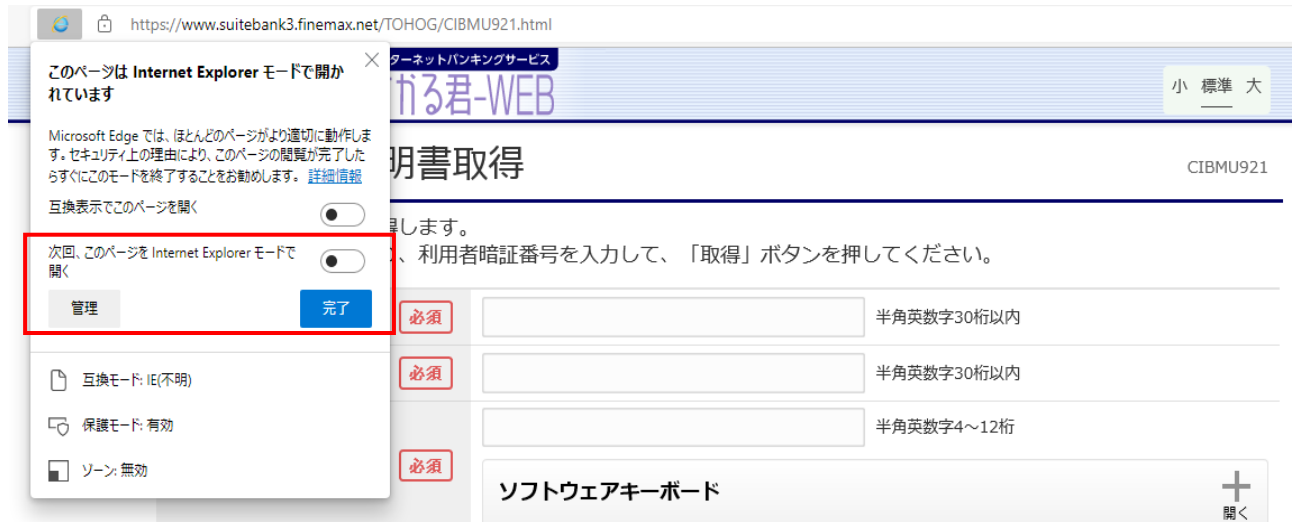 https://www.suitebank3.finemax.net/TOHOG/CIBMU921.html
このページは Internet Explorer モードで開か
れています
Microsoft Edge では、ほとんどのページがより適切に動作しま
す。セキュリティ上の理由により、このページの閲覧が完了した
らすぐにこのモードを終了することをお勧めします。 詳細情報
互換表示でこのページを開く
次回、このページを Internet Explorer モードで
開く
管理
完了
互換モード: IE(不明)
保護モード: 有効
ゾーン: 無効
ターネットバンキングサービス
かる君-WEB
小 標準 大
明書取得
CIBMU921
得します。
、利用者暗証番号を入力して、「取得」ボタンを押してください。
必須
半角英数字30桁以内
必須
半角英数字30桁以内
半角英数字4～12桁
必須
ソフトウェアキーボード
開く